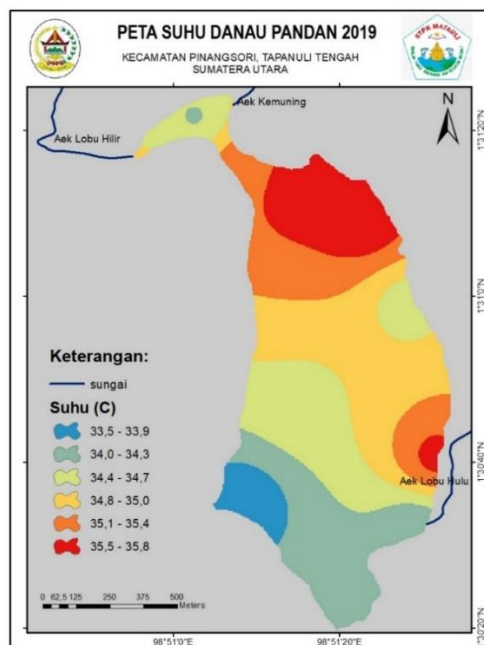 PETA SUHU DANAU PANDAN 2019
KECAMATAN PINANGSORI, TAPANULI TENGAH
SUMATERA UTARA
STPK MATAULI
N
Aek Kemuning
Aek Lobu Hilir
1°31'20"
1°31'0"N
1°30'40"
1°30'20"N
Keterangan:
sungai
Suhu (C)
33,5 - 33,9
34,0 - 34,3
34,4 - 34,7
34,8 - 35,0
35,1 - 35,4
35,5 - 35,8
Aek Lobu Hulu
0 62,5 125 250 375 500
Meters
98°51'0"E
98°51'20"E